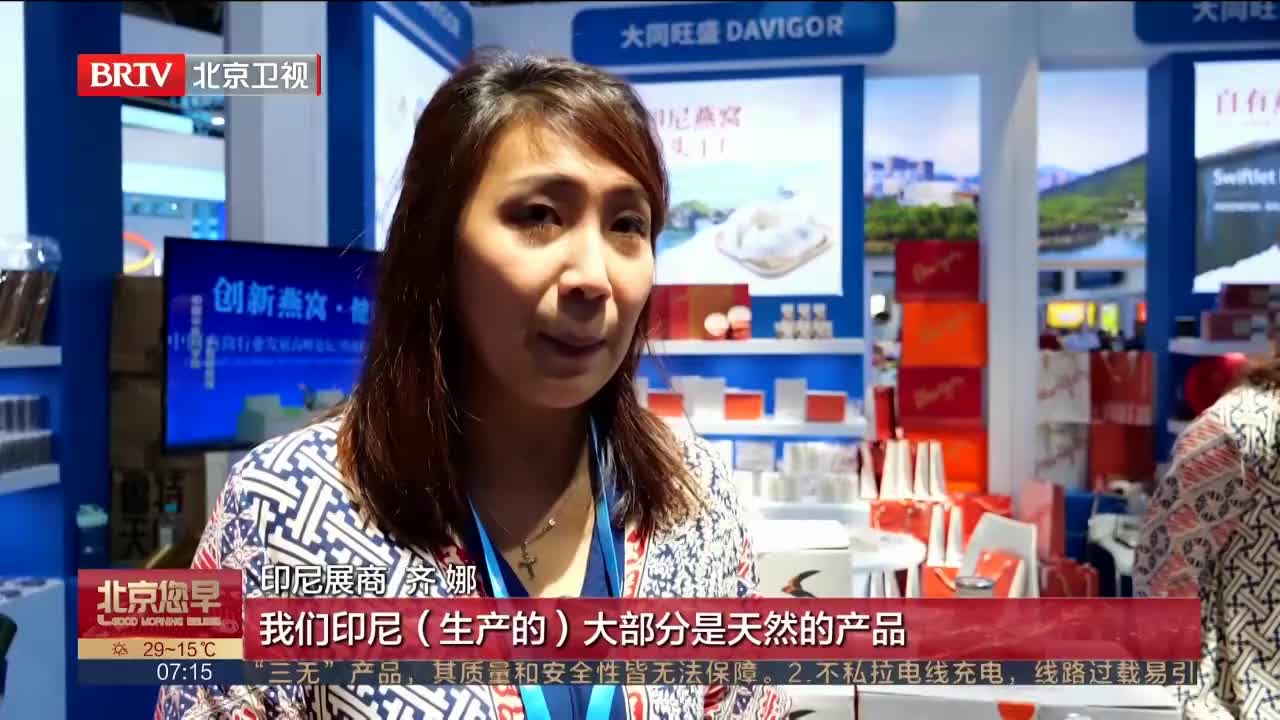 大同旺盛 DAVIGOR
BRTV 北京卫视
印尼燕窝
自有
Swiftlet
创新燕窝·健
印尼展商 齐娜
北京您早
GOOD MORNING BEIJING
我们印尼（生产的）大部分是天然的产品
29~15℃
07:15
“三无”产品，其质量和安全性皆无法保障。2.不私拉电线充电，线路过载易引